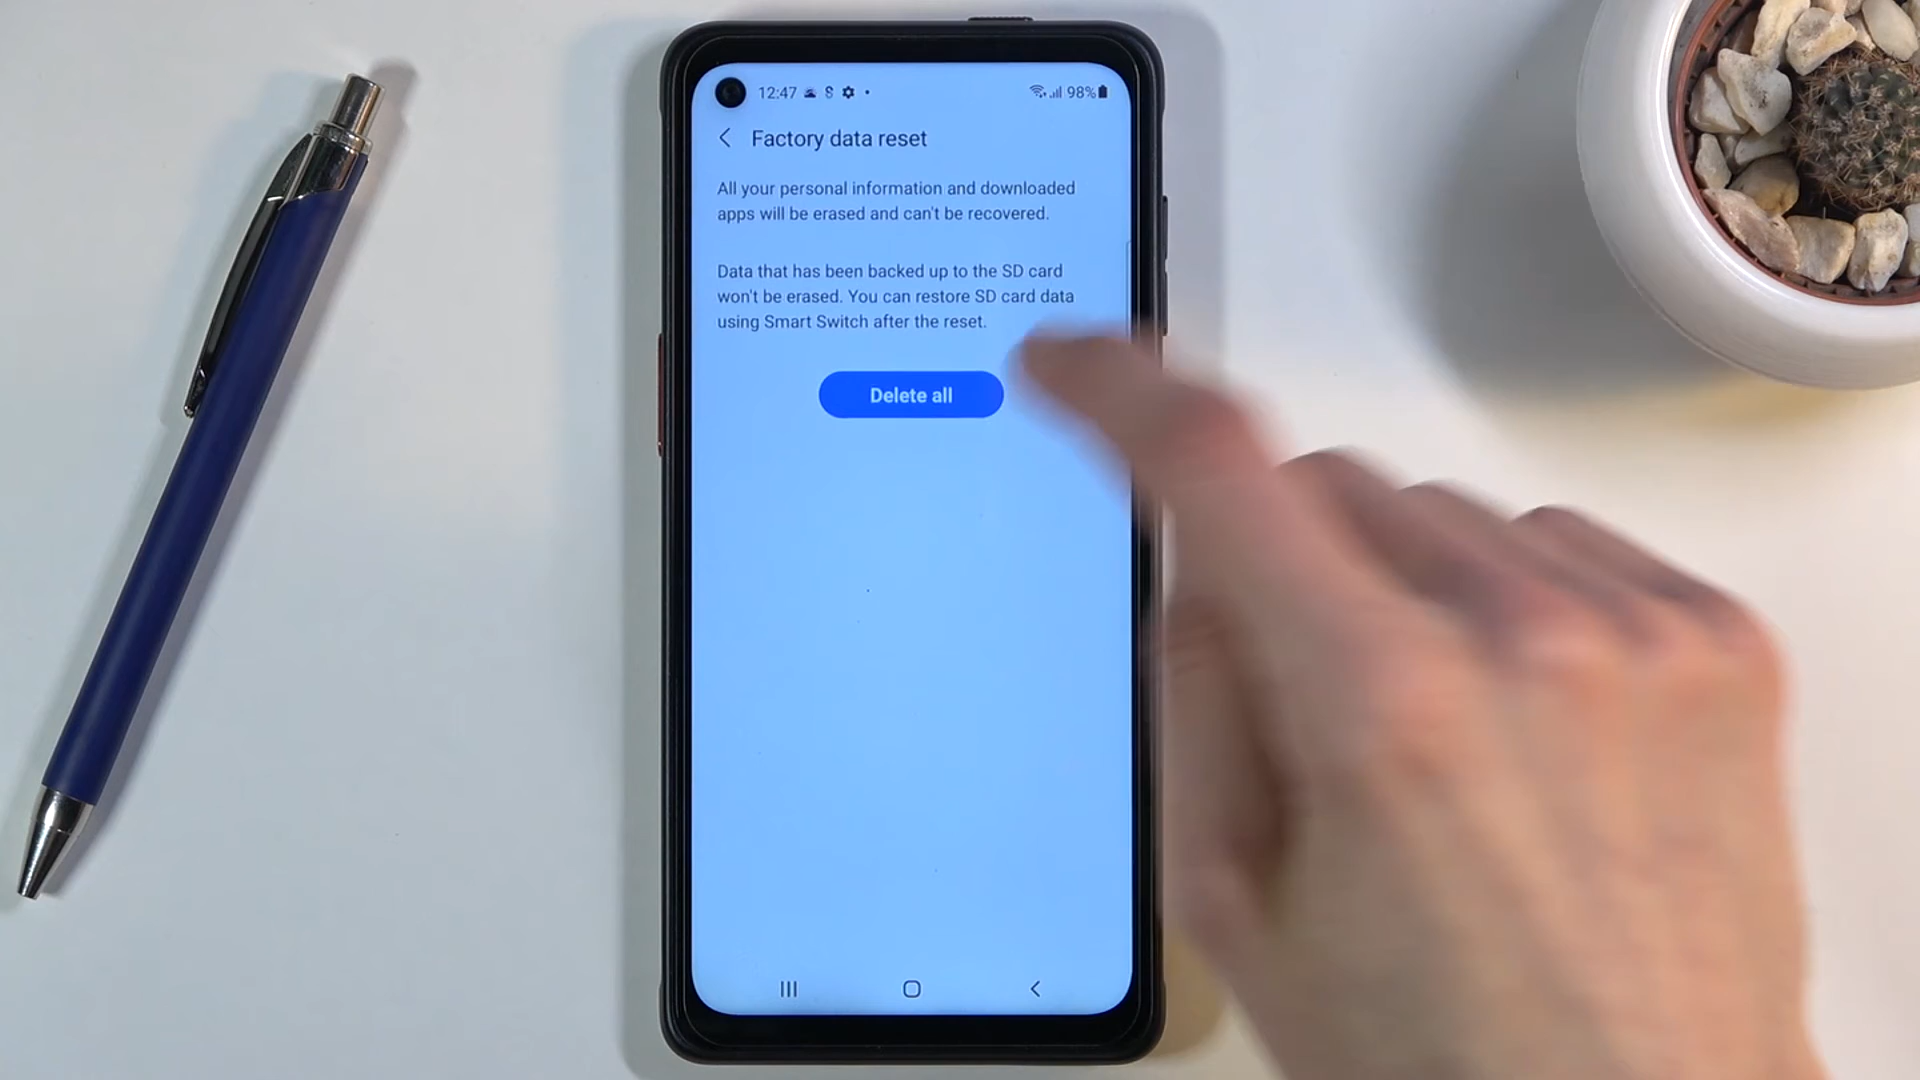 12:47
98%
Factory data reset
All your personal information and downloaded
apps will be erased and can't be recovered.
Data that has been backed up to the SD card
won't be erased. You can restore SD card data
using Smart Switch after the reset.
Delete all